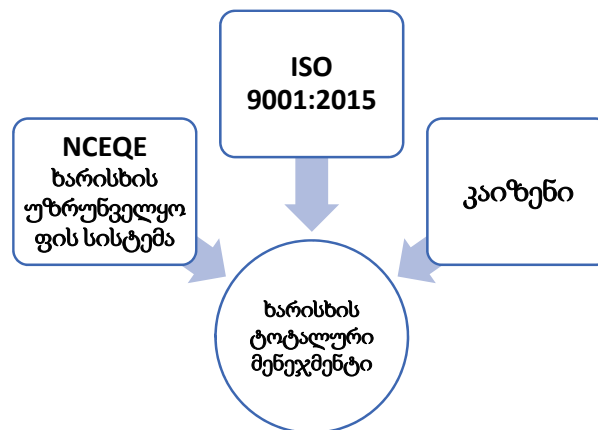 ISO
9001:2015
NCEQE
ხარისხის
უზრუნველყო
ფის სისტემა
კაიზენი
ხარისხის
ტოტალური
მენეჯმენტი